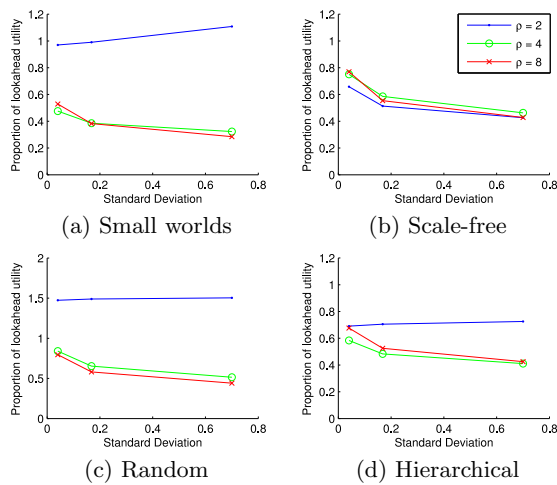 Proportion of lookahead utility
1.2
1
0.8
0.6
0.4
0.2
0
0 0.2 0.4 0.6 0.8
Standard Deviation
(a) Small worlds
Proportion of lookahead utility
1.2
1
0.8
0.6
0.4
0.2
0
ρ = 2
ρ = 4
ρ = 8
0 0.2 0.4 0.6 0.8
Standard Deviation
(b) Scale-free
Proportion of lookahead utility
2
1.5
1
0.5
0
0 0.2 0.4 0.6 0.8
Standard Deviation
(c) Random
Proportion of lookahead utility
1.2
1
0.8
0.6
0.4
0.2
0
0 0.2 0.4 0.6 0.8
Standard Deviation
(d) Hierarchical